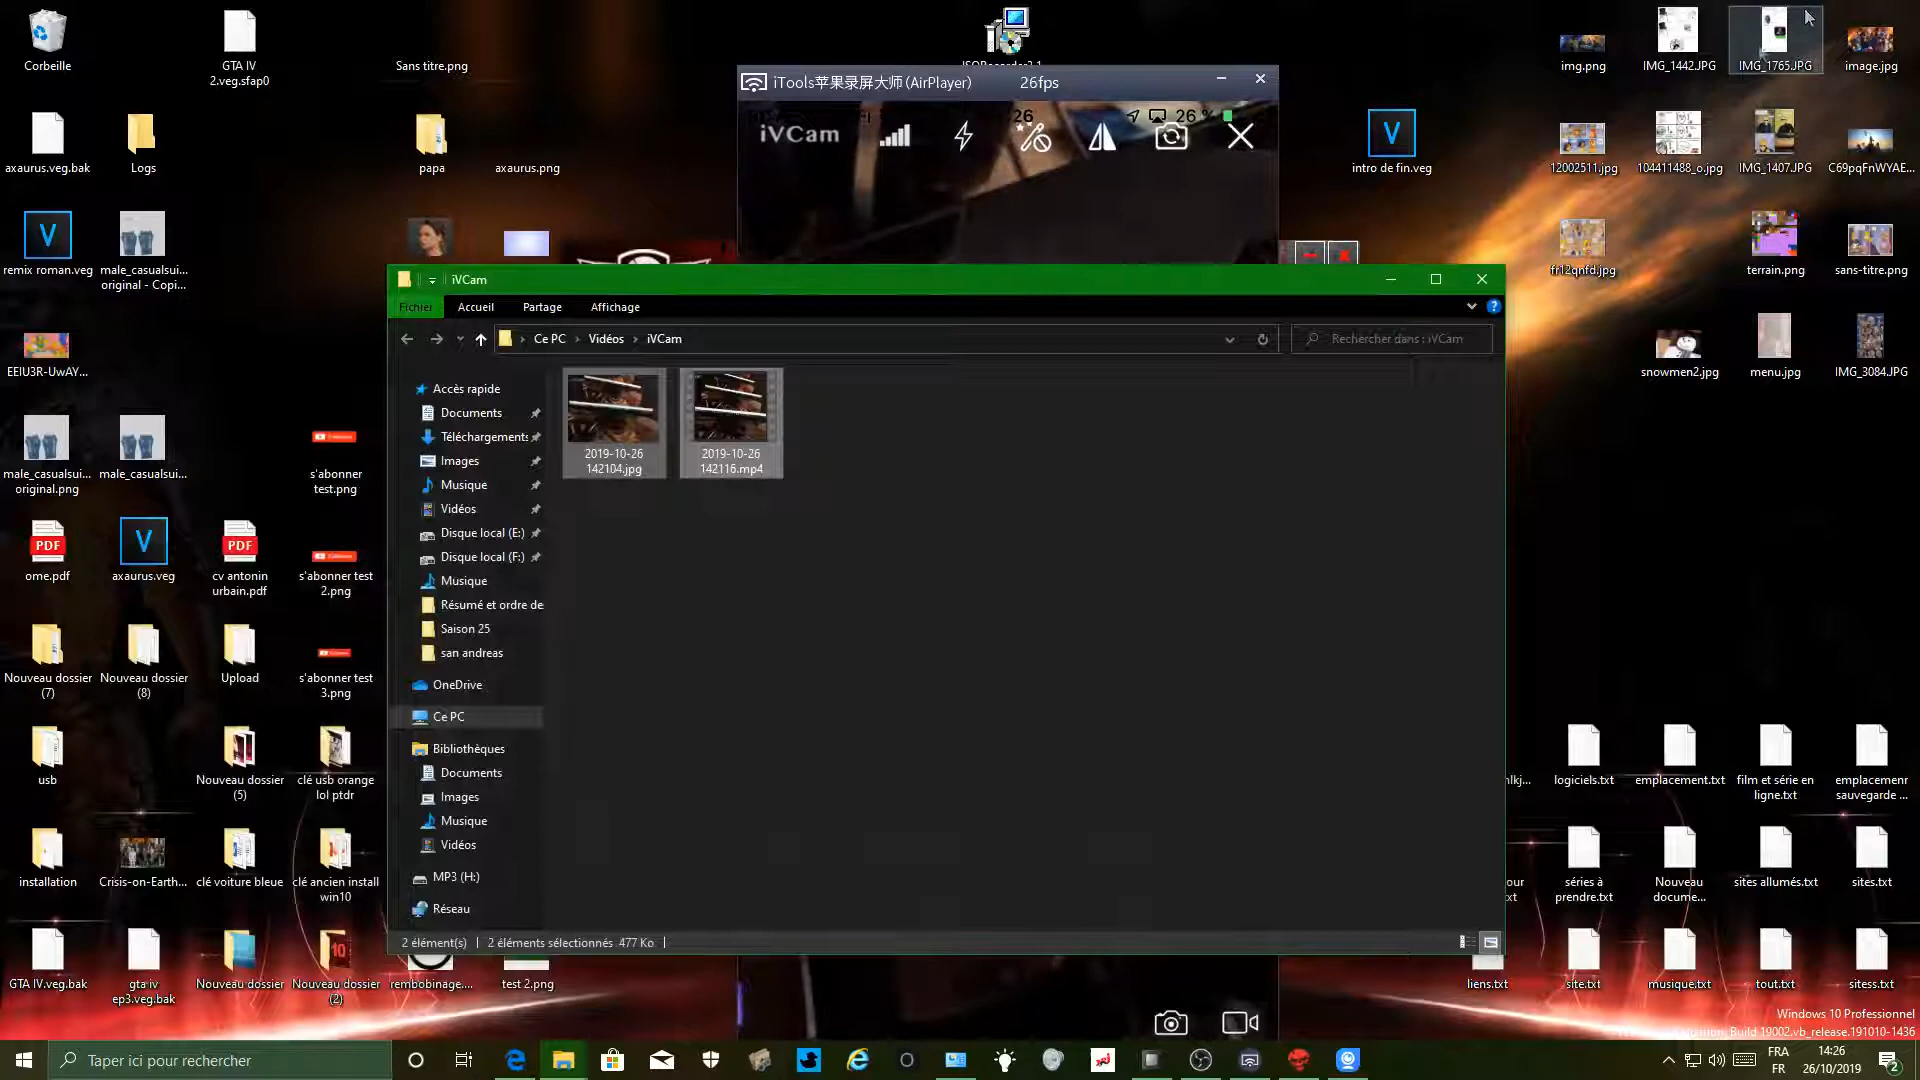 Corbeille
GTA IV
2.veg.sfap0
Sans titre.png
axaurus.veg.bak
Logs
papa
axaurus.png
remix roman.veg
male_casualsui...
original - Copi...
EEIU3R-UwAY...
male_casualsui...
original.png
male_casualsui...
s'abonner
test.png
ome.pdf
axaurus.veg
cv antonin
urbain.pdf
s'abonner test
2.png
Nouveau dossier
(7)
Nouveau dossier
(8)
Upload
s'abonner test
3.png
usb
Nouveau dossier
(5)
clé usb orange
lol ptdr
installation
Crisis-on-Earth...
clé voiture bleue
clé ancien install
win10
GTA IV.veg.bak
gta iv
ep3.veg.bak
Nouveau dossier
Nouveau dossier
(2)
rembobinage....
test 2.png
iTools苹果录屏大师(AirPlayer)
26fps
26 %
iVCam
intro de fin.veg
img.png
IMG_1442.JPG
IMG_1765.JPG
image.jpg
12002511.jpg
104411488_o.jpg
IMG_1407.JPG
C69pqFnWYAE...
fr12qnfd.jpg
terrain.png
sans-titre.png
snowmen2.jpg
menu.jpg
IMG_3084.JPG
iVCam
Fichier
Accueil
Partage
Affichage
Ce PC
Vidéos
iVCam
Rechercher dans : iVCam
Accès rapide
Documents
Téléchargements
Images
Musique
Vidéos
Disque local (E:)
Disque local (F:)
Musique
Résumé et ordre de
Saison 25
san andreas
OneDrive
Ce PC
Bibliothèques
Documents
Images
Musique
Vidéos
MP3 (H:)
Réseau
2019-10-26
142104.jpg
2019-10-26
142116.mp4
2 élément(s)
2 éléments sélectionnés 477 Ko
logiciels.txt
emplacement.txt
film et série en
ligne.txt
emplacemenr
sauvegarde ...
séries à
prendre.txt
Nouveau
docume...
sites allumés.txt
sites.txt
liens.txt
site.txt
musique.txt
tout.txt
sitess.txt
Windows 10 Professionnel
Build 19002.vb_release.191010-1436
Taper ici pour rechercher
FRA
FR
14:26
26/10/2019
2